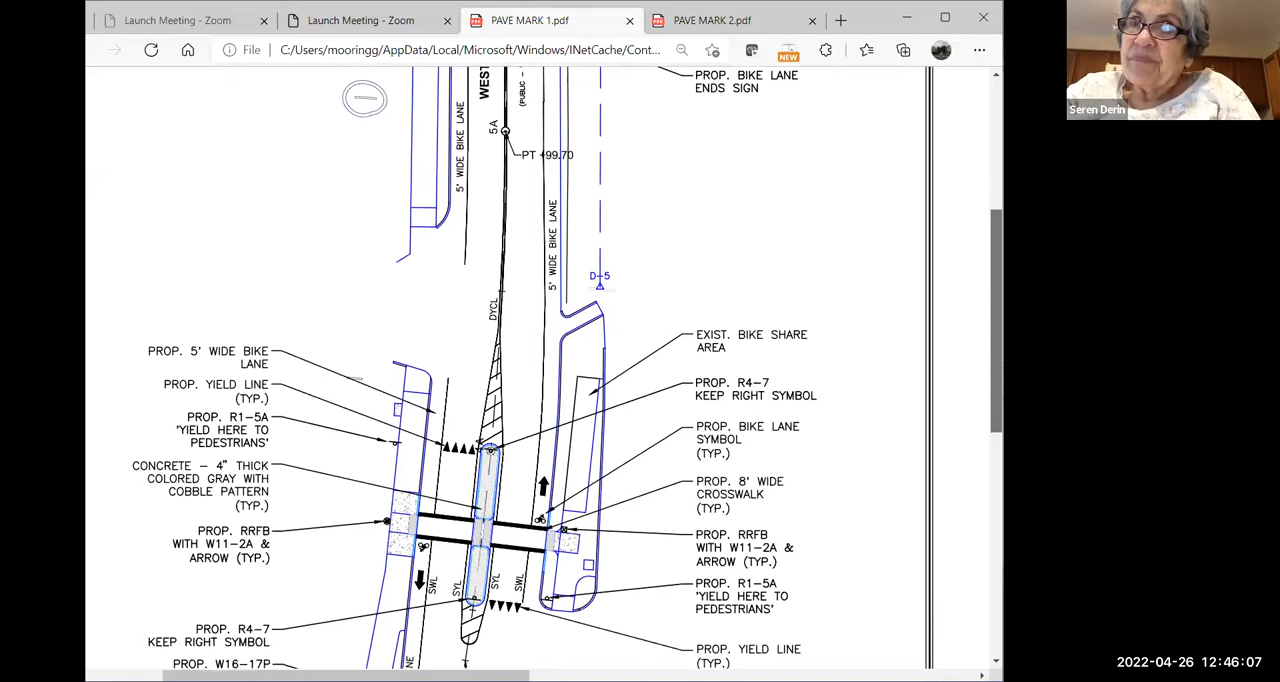 Launch Meeting - Zoom
Launch Meeting - Zoom
PAVE MARK 1.pdf
PAVE MARK 2.pdf
File
C:/Users/mooringg/AppData/Local/Microsoft/Windows/INetCache/Cont...
NEW
Seren Derin
WEST
(PUBLIC -
PROP. BIKE LANE
ENDS SIGN
5' WIDE BIKE LANE
5A
PT +99.70
5' WIDE BIKE LANE
D-5
DYCL
EXIST. BIKE SHARE
AREA
PROP. 5' WIDE BIKE
LANE
PROP. YIELD LINE
(TYP.)
PROP. R4-7
KEEP RIGHT SYMBOL
PROP. R1-5A
'YIELD HERE TO
PEDESTRIANS'
PROP. BIKE LANE
SYMBOL
(TYP.)
CONCRETE - 4" THICK
COLORED GRAY WITH
COBBLE PATTERN
(TYP.)
PROP. 8' WIDE
CROSSWALK
(TYP.)
PROP. RRFB
WITH W11-2A &
ARROW (TYP.)
PROP. RRFB
WITH W11-2A &
ARROW (TYP.)
SWL
SYL
SYL
SWL
PROP. R1-5A
'YIELD HERE TO
PEDESTRIANS'
PROP. R4-7
KEEP RIGHT SYMBOL
PROP. YIELD LINE
(TYP.)
PROP. W16-17P
NE
2022-04-26 12:46:07